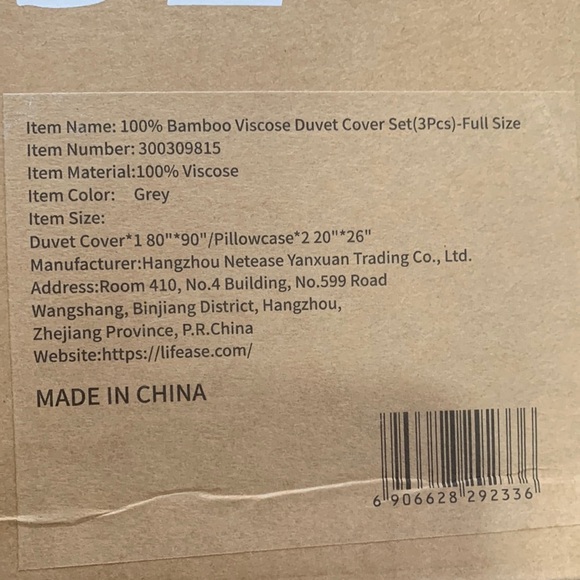 Item Name: 100% Bamboo Viscose Duvet Cover Set(3Pcs)-Full Size
Item Number: 300309815
Item Material:100% Viscose
Item Color: Grey
Item Size:
Duvet Cover*1 80"*90"/Pillowcase*2 20"*26"
Manufacturer:Hangzhou Netease Yanxuan Trading Co., Ltd.
Address:Room 410, No.4 Building, No.599 Road
Wangshang, Binjiang District, Hangzhou,
Zhejiang Province, P.R.China
Website:https://lifease.com/
MADE IN CHINA
6 906628 292336